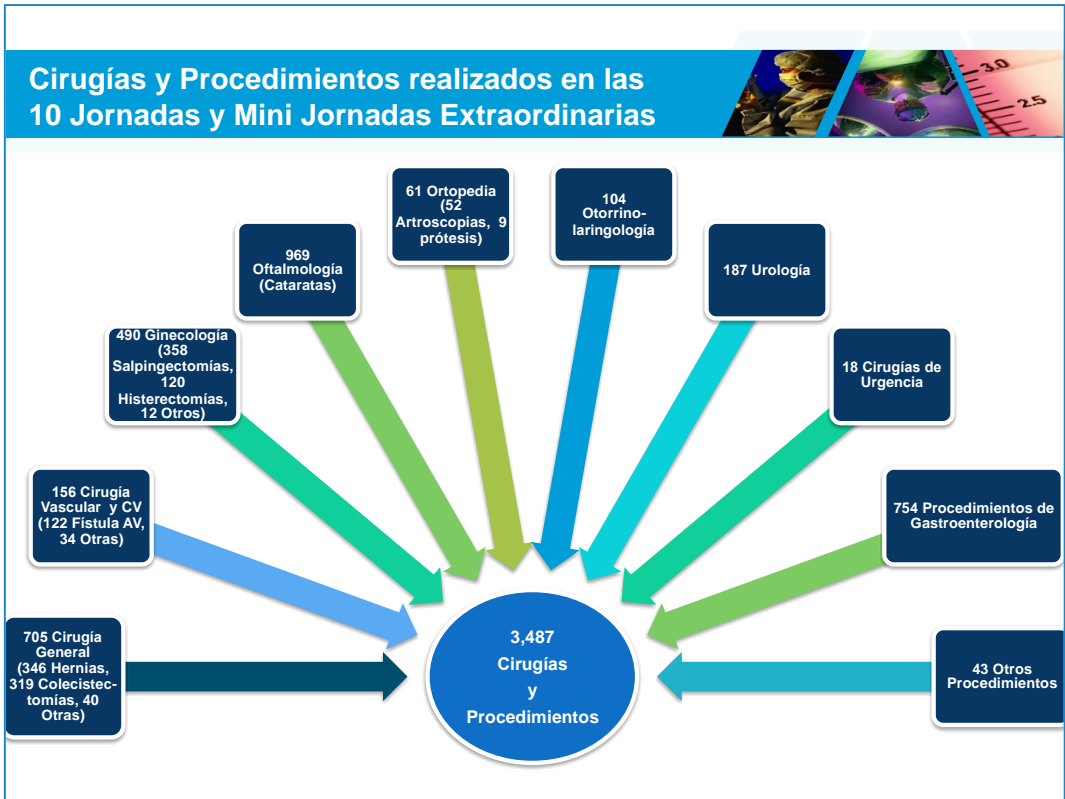 Cirugías y Procedimientos realizados en las
10 Jornadas y Mini Jornadas Extraordinarias
3.0
2.5
61 Ortopedia
(52
Artroscopias, 9
prótesis)
104
Otorrino-
laringología
969
Oftalmología
(Cataratas)
187 Urología
490 Ginecología
(358
Salpingectomías,
120
Histerectomías,
12 Otros)
18 Cirugías de
Urgencia
156 Cirugía
Vascular y CV
(122 Fístula AV,
34 Otras)
754 Procedimientos de
Gastroenterología
705 Cirugía
General
(346 Hernias,
319 Colecistec-
tomías, 40
Otras)
3,487
Cirugías
y
Procedimientos
43 Otros
Procedimientos